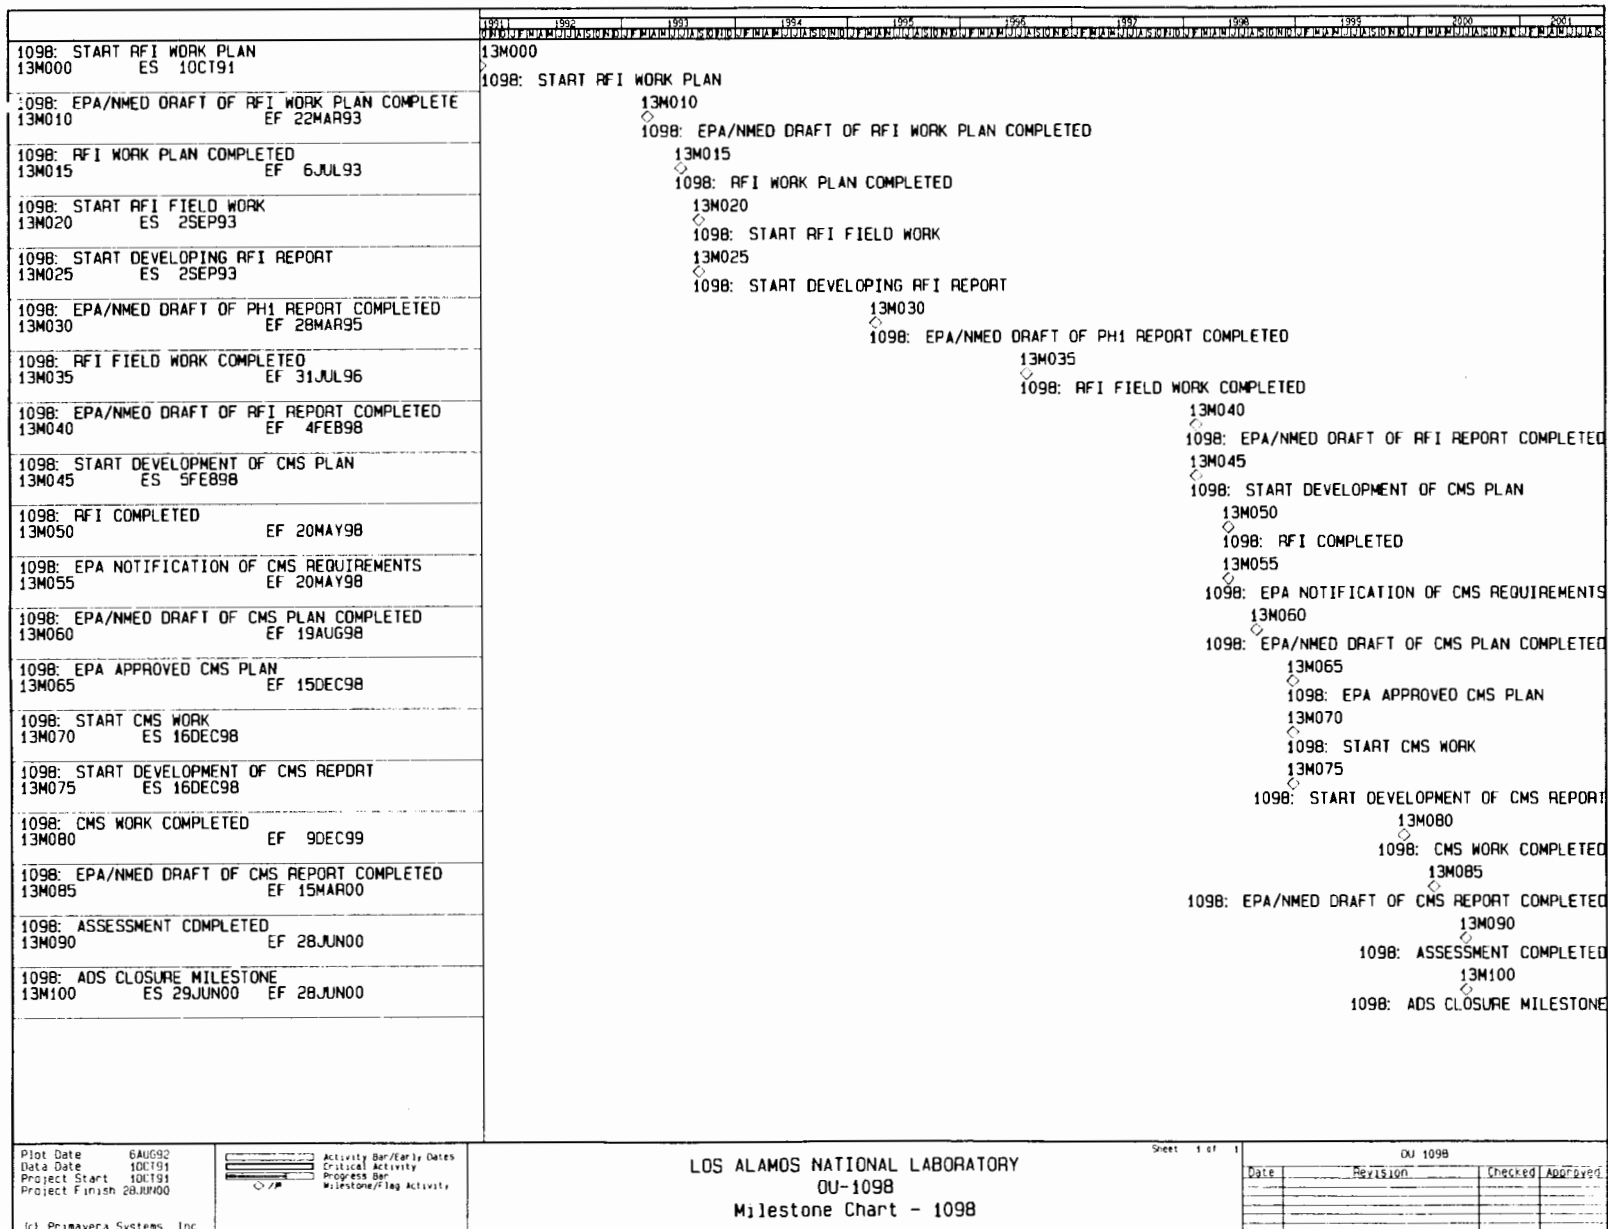 1991 1992 1993 1994 1995 1996 1997 1998 1999 2000 2001
1098: START RFI WORK PLAN
13M000 ES 1OCT91
1098: EPA/NMED DRAFT OF RFI WORK PLAN COMPLETE
13M010 EF 22MAR93
1098: RFI WORK PLAN COMPLETED
13M015 EF 6JUL93
1098: START RFI FIELD WORK
13M020 ES 2SEP93
1098: START DEVELOPING RFI REPORT
13M025 ES 2SEP93
1098: EPA/NMED DRAFT OF PH1 REPORT COMPLETED
13M030 EF 28MAR95
1098: RFI FIELD WORK COMPLETED
13M035 EF 31JUL96
1098: EPA/NMED DRAFT OF RFI REPORT COMPLETED
13M040 EF 4FEB98
1098: START DEVELOPMENT OF CMS PLAN
13M045 ES 5FEB98
1098: RFI COMPLETED
13M050 EF 20MAY98
1098: EPA NOTIFICATION OF CMS REQUIREMENTS
13M055 EF 20MAY98
1098: EPA/NMED DRAFT OF CMS PLAN COMPLETED
13M060 EF 19AUG98
1098: EPA APPROVED CMS PLAN
13M065 EF 15DEC98
1098: START CMS WORK
13M070 ES 16DEC98
1098: START DEVELOPMENT OF CMS REPORT
13M075 ES 16DEC98
1098: CMS WORK COMPLETED
13M080 EF 9DEC99
1098: EPA/NMED DRAFT OF CMS REPORT COMPLETED
13M085 EF 15MAR00
1098: ASSESSMENT COMPLETED
13M090 EF 28JUN00
1098: ADS CLOSURE MILESTONE
13M100 ES 29JUN00 EF 28JUN00
13M000
1098: START RFI WORK PLAN
13M010
1098: EPA/NMED DRAFT OF RFI WORK PLAN COMPLETED
13M015
1098: RFI WORK PLAN COMPLETED
13M020
1098: START RFI FIELD WORK
13M025
1098: START DEVELOPING RFI REPORT
13M030
1098: EPA/NMED DRAFT OF PH1 REPORT COMPLETED
13M035
1098: RFI FIELD WORK COMPLETED
13M040
1098: EPA/NMED DRAFT OF RFI REPORT COMPLETED
13M045
1098: START DEVELOPMENT OF CMS PLAN
13M050
1098: RFI COMPLETED
13M055
1098: EPA NOTIFICATION OF CMS REQUIREMENTS
13M060
1098: EPA/NMED DRAFT OF CMS PLAN COMPLETED
13M065
1098: EPA APPROVED CMS PLAN
13M070
1098: START CMS WORK
13M075
1098: START DEVELOPMENT OF CMS REPORT
13M080
1098: CMS WORK COMPLETED
13M085
1098: EPA/NMED DRAFT OF CMS REPORT COMPLETED
13M090
1098: ASSESSMENT COMPLETED
13M100
1098: ADS CLOSURE MILESTONE
Plot Date 6AUG92
Data Date 1OCT91
Project Start 1OCT91
Project Finish 28JUN00
(c) Primavera Systems, Inc.
Activity Bar/Early Dates
Critical Activity
Progress Bar
Milestone/Flag Activity
LOS ALAMOS NATIONAL LABORATORY
OU-1098
Milestone Chart - 1098
Sheet 1 of 1
OU 1098
Date Revision Checked Approved